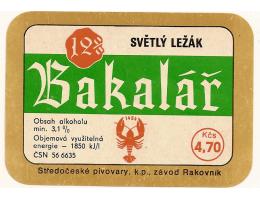 12%
SVĚTLÝ LEŽÁK
Bakalář
Obsah alkoholu
min. 3,1 %
Objemová využitelná
energie – 1850 kJ/l
ČSN 56 6635
1454
Kčs
4,70
Středočeské pivovary, k.p., závod Rakovník